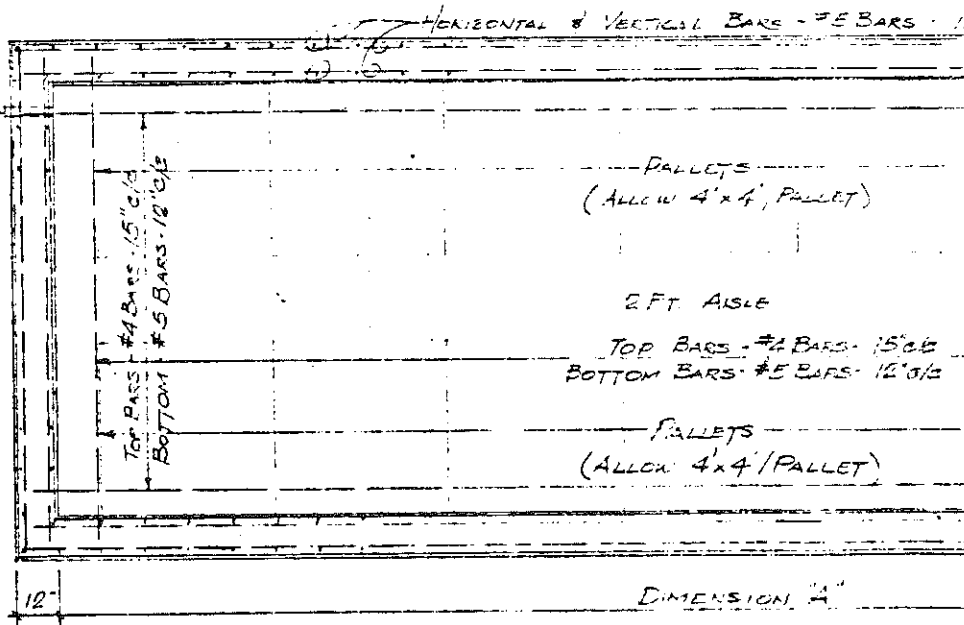 HORIZONTAL & VERTICAL BARS - #5 BARS - 1
PALLETS
(ALLOW 4'x4', PALLET)
TOP BARS - #4 BARS - 15" c/c
BOTTOM - #5 BARS - 12" c/c
2 FT. AISLE
TOP BARS - #4 BARS - 15" c/c
BOTTOM BARS - #5 BARS - 12" c/c
PALLETS
(ALLOW 4'x4'/PALLET)
12"
DIMENSION "A"